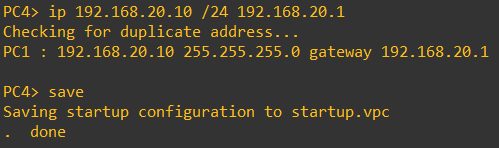 PC4> ip 192.168.20.10 /24 192.168.20.1
Checking for duplicate address...
PC1 : 192.168.20.10 255.255.255.0 gateway 192.168.20.1
PC4> save
Saving startup configuration to startup.vpc
.  done